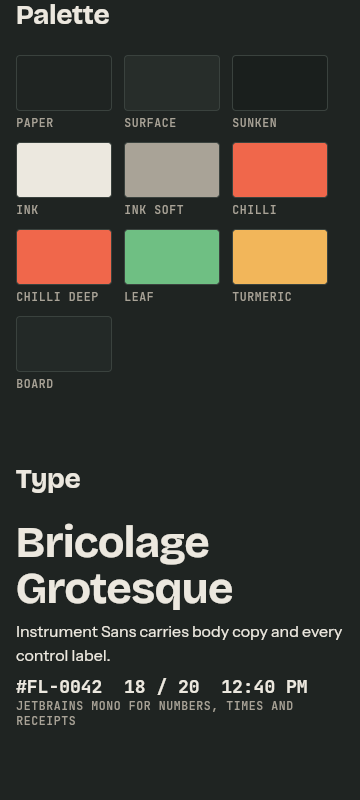 Palette
PAPER
SURFACE
SUNKEN
INK
INK SOFT
CHILLI
CHILLI DEEP
LEAF
TURMERIC
BOARD
Type
Bricolage
Grotesque
Instrument Sans carries body copy and every
control label.
#FL-0042 18 / 20 12:40 PM
JETBRAINS MONO FOR NUMBERS, TIMES AND
RECEIPTS